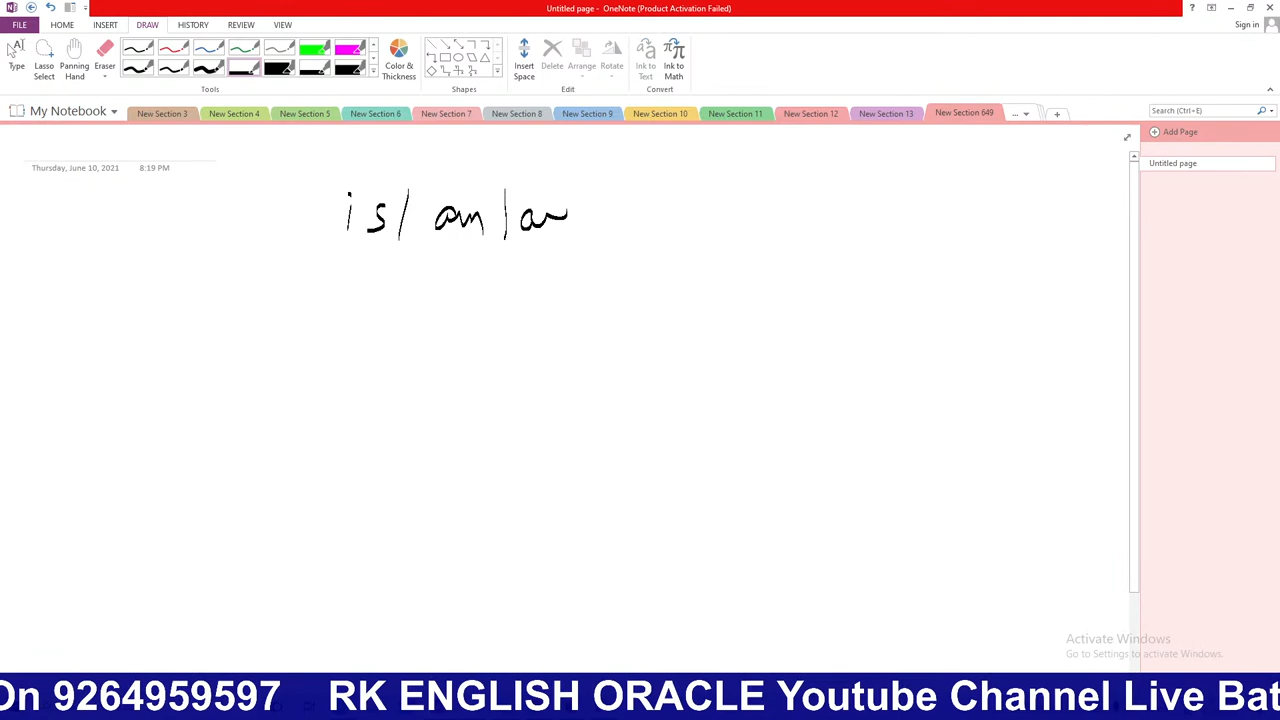 Untitled page - OneNote (Product Activation Failed)
FILE HOME INSERT DRAW HISTORY REVIEW VIEW
Sign in
Type
Lasso Select
Panning Hand
Eraser
Color & Thickness
Insert Space
Delete
Arrange
Rotate
Ink to Text
Ink to Math
Tools
Shapes
Edit
Convert
My Notebook
New Section 3 New Section 4 New Section 5 New Section 6 New Section 7 New Section 8 New Section 9 New Section 10 New Section 11 New Section 12 New Section 13 New Section 649 ...
Search (Ctrl+E)
Add Page
Untitled page
Thursday, June 10, 2021 8:19 PM
is/ am/
Activate Windows
Go to Settings to activate Windows.
On 9264959597 RK ENGLISH ORACLE Youtube Channel Live Bat